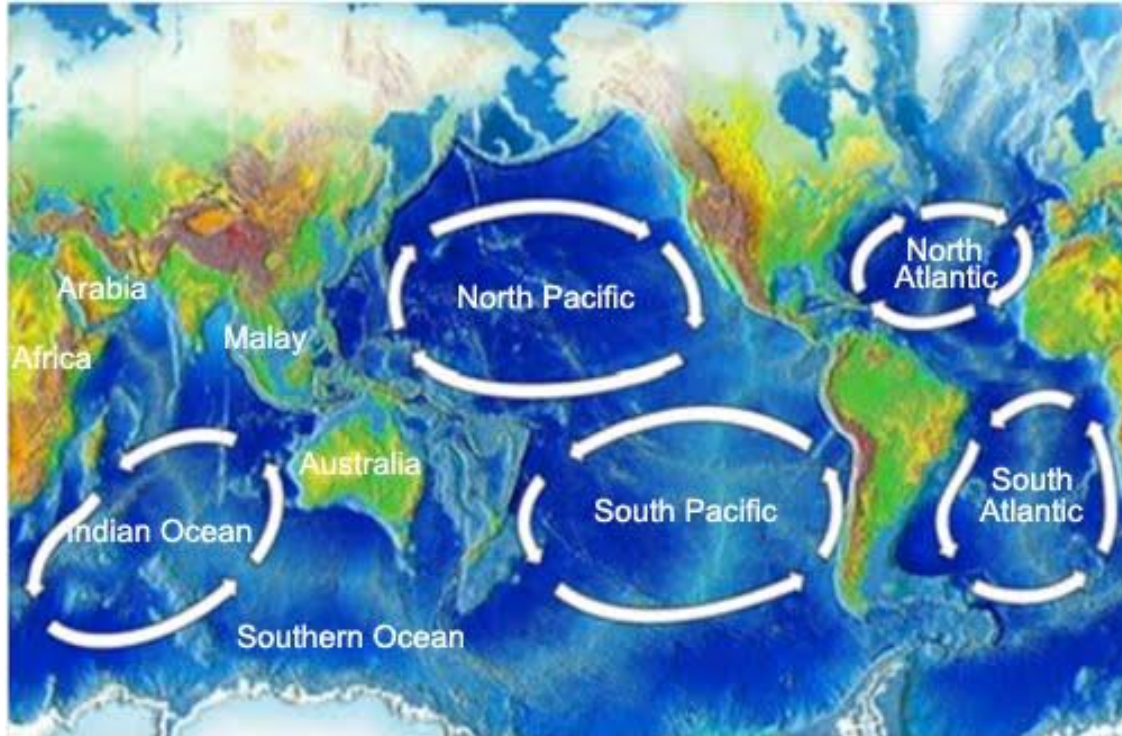 North
Atlantic
Arabia
North Pacific
Malay
Africa
Australia
South
Atlantic
South Pacific
Indian Ocean
Southern Ocean